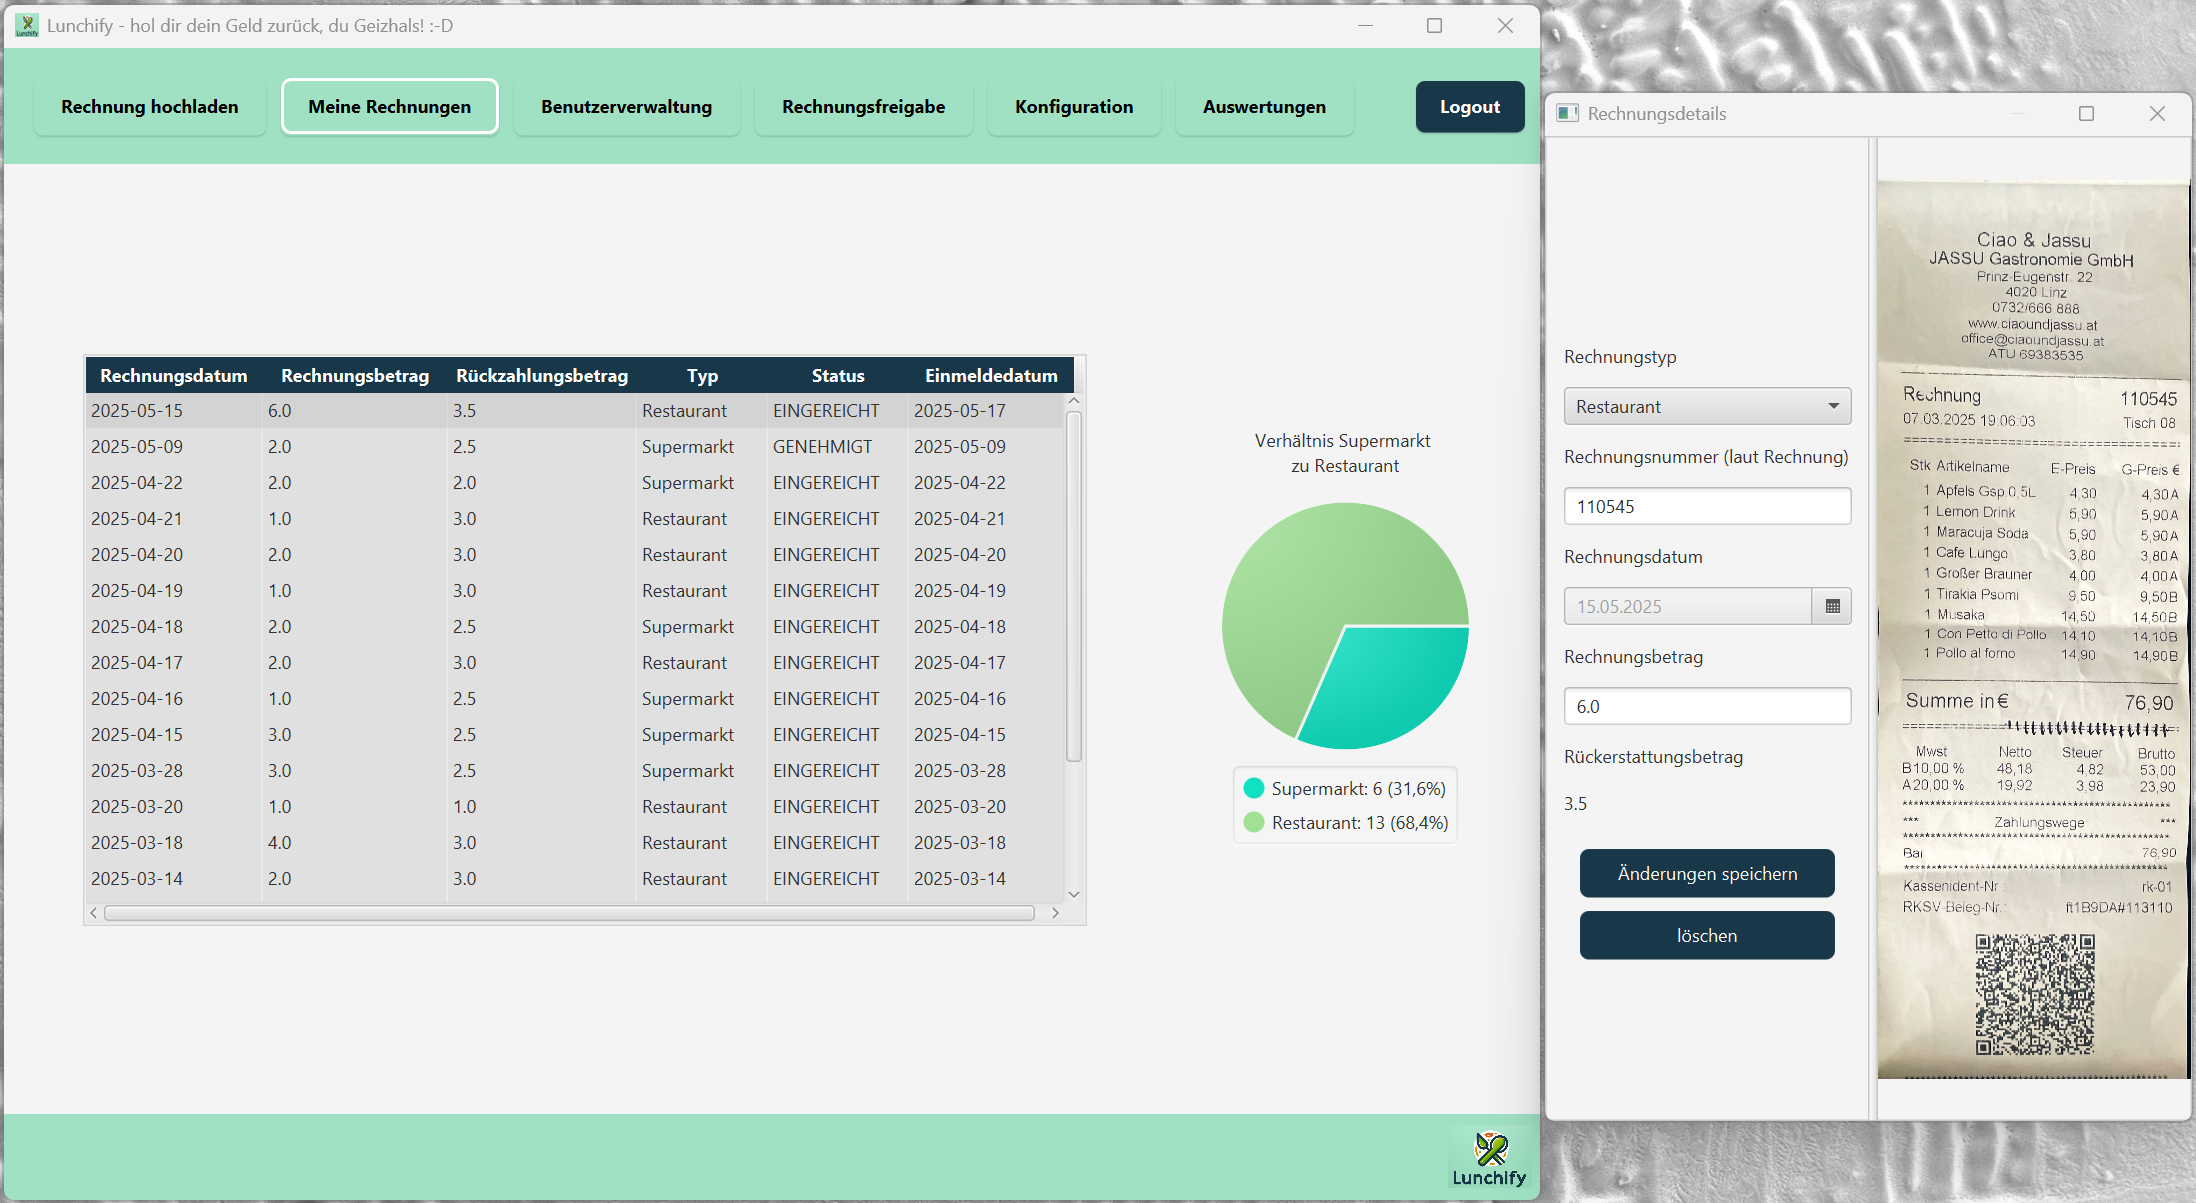 Lunchify - hol dir dein Geld zurück, du Geizhals! :-D
Rechnung hochladen
Meine Rechnungen
Benutzerverwaltung
Rechnungsfreigabe
Konfiguration
Auswertungen
Logout
Rechnungsdatum Rechnungsbetrag Rückzahlungsbetrag Typ Status Einmeldedatum
2025-05-15 6.0 3.5 Restaurant EINGEREICHT 2025-05-17
2025-05-09 2.0 2.5 Supermarkt GENEHMIGT 2025-05-09
2025-04-22 2.0 2.0 Supermarkt EINGEREICHT 2025-04-22
2025-04-21 1.0 3.0 Restaurant EINGEREICHT 2025-04-21
2025-04-20 2.0 3.0 Restaurant EINGEREICHT 2025-04-20
2025-04-19 1.0 3.0 Restaurant EINGEREICHT 2025-04-19
2025-04-18 2.0 2.5 Supermarkt EINGEREICHT 2025-04-18
2025-04-17 2.0 3.0 Restaurant EINGEREICHT 2025-04-17
2025-04-16 1.0 2.5 Supermarkt EINGEREICHT 2025-04-16
2025-04-15 3.0 2.5 Supermarkt EINGEREICHT 2025-04-15
2025-03-28 3.0 2.5 Supermarkt EINGEREICHT 2025-03-28
2025-03-20 1.0 1.0 Restaurant EINGEREICHT 2025-03-20
2025-03-18 4.0 3.0 Restaurant EINGEREICHT 2025-03-18
2025-03-14 2.0 3.0 Restaurant EINGEREICHT 2025-03-14
Verhältnis Supermarkt
zu Restaurant
Supermarkt: 6 (31,6%)
Restaurant: 13 (68,4%)
Lunchify
Rechnungsdetails
Rechnungstyp
Restaurant
Rechnungsnummer (laut Rechnung)
110545
Rechnungsdatum
15.05.2025
Rechnungsbetrag
6.0
Rückerstattungsbetrag
3.5
Änderungen speichern
löschen
Ciao & Jassu
JASSU Gastronomie GmbH
Prinz-Eugenstr. 22
4020 Linz
0732/666 888
www.ciaoundjassu.at
office@ciaoundjassu.at
ATU 69383535
Rechnung 110545
07.03.2025 19:06:03 Tisch 08
Stk Artikelname E-Preis G-Preis €
1 Apfels Gsp 0,5L 4,30 4,30A
1 Lemon Drink 5,90 5,90A
1 Maracuja Soda 5,90 5,90A
1 Cafe Lungo 3,80 3,80A
1 Großer Brauner 4,00 4,00A
1 Tirakia Psomi 9,50 9,50B
1 Musaka 14,50 14,50B
1 Con Petto di Pollo 14,10 14,10B
1 Pollo al forno 14,90 14,90B
Summe in € 76,90
Mwst Netto Steuer Brutto
B10,00 % 48,18 4,82 53,00
A20,00 % 19,92 3,98 23,90
*** Zahlungswege ***
Bar 76,90
Kassenident-Nr.: rk-01
RKSV-Beleg-Nr.: ft1B9DA#113110